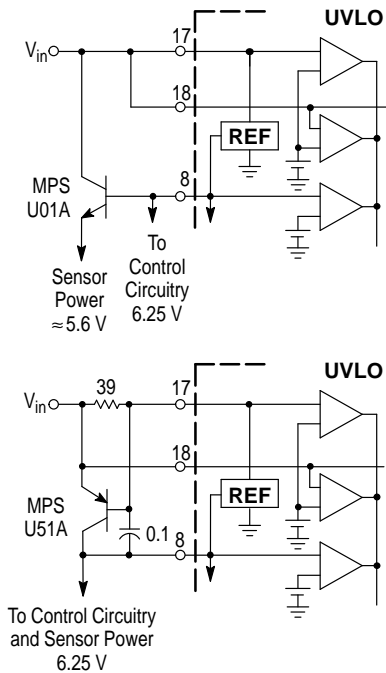 UVLO
17
Vin
18
REF
8
MPS
U01A
To
Control
Circuitry
6.25 V
Sensor
Power
≈ 5.6 V
UVLO
39
17
Vin
18
MPS
U51A
REF
0.1
8
To Control Circuitry
and Sensor Power
6.25 V